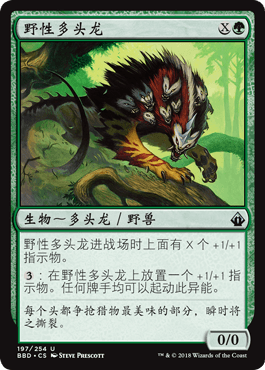 野性多头龙 X
生物～多头龙／野兽
野性多头龙进战场时上面有 X 个 +1/+1
指示物。
3：在野性多头龙上放置一个 +1/+1 指
示物。任何牌手均可以起动此异能。
每个头都争抢猎物最美味的部分，瞬时将
之撕裂。
0/0
197/254 U
BBD • CS Steve Prescott
™ & © 2018 Wizards of the Coast